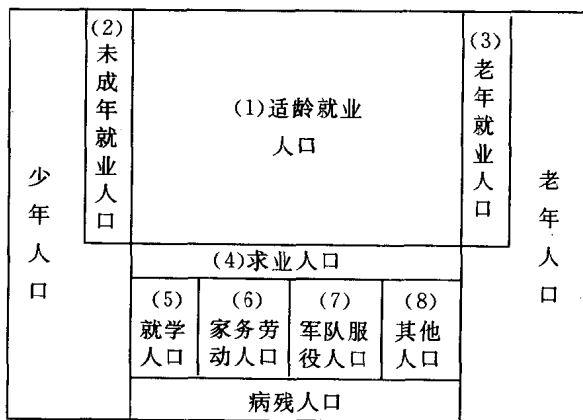 (2)
未成年就业人口
(1)适龄就业
人口
(3)
老年就业人口
少年人口
老年人口
(4)求业人口
(5)
就学
人口
(6)
家务劳
动人口
(7)
军队服
役人口
(8)
其他
人口
病残人口